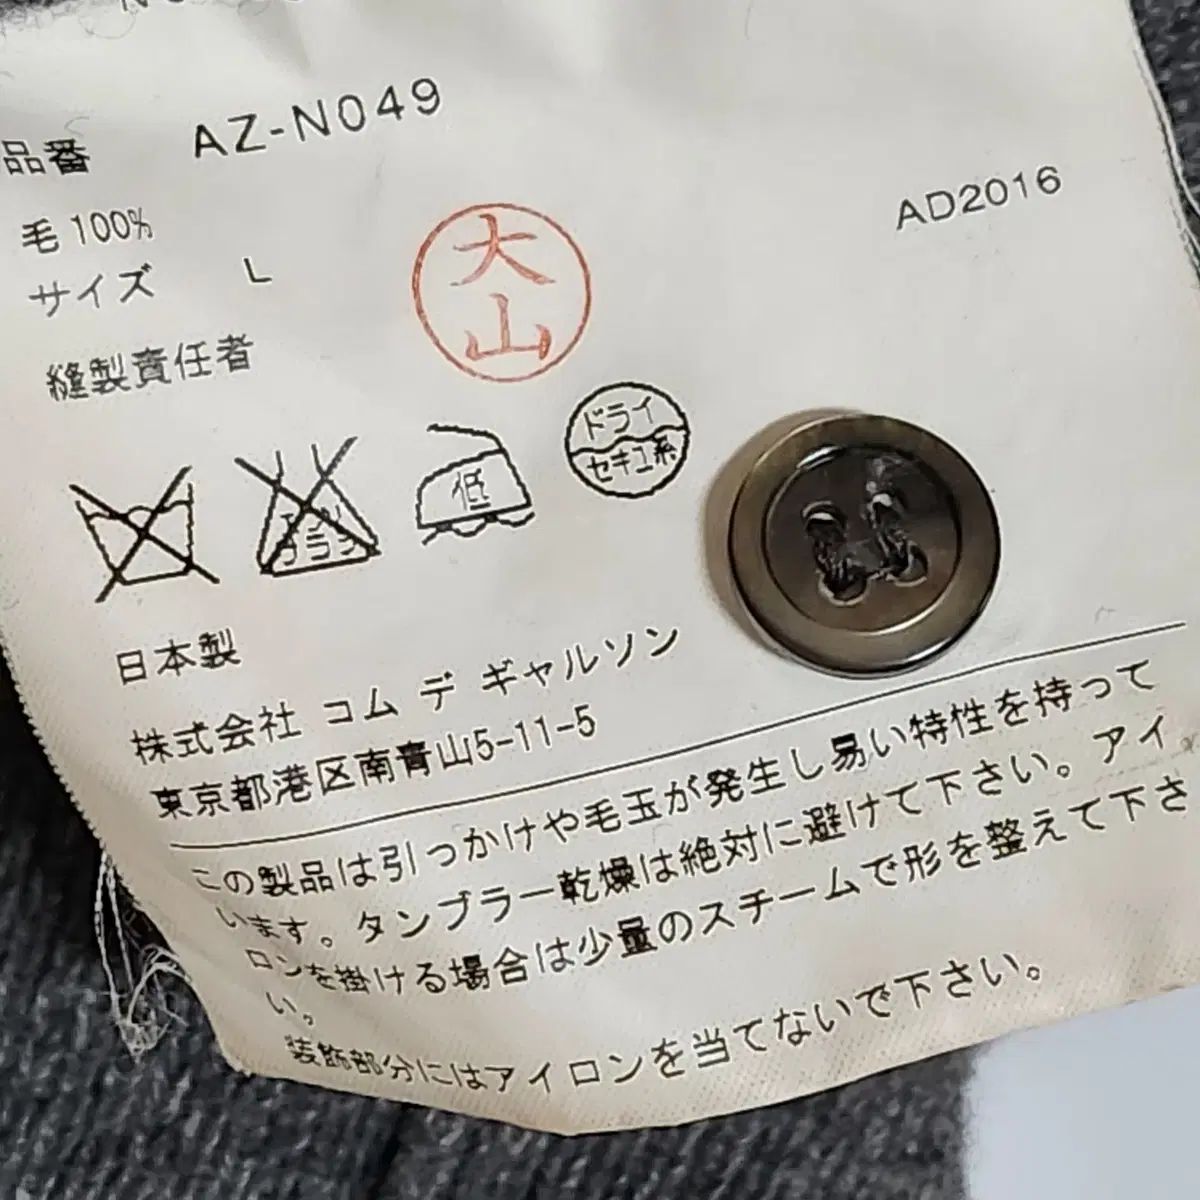 品番 AZ-N049
AD2016
毛 100%
サイズ L
大山
縫製責任者
エンソ
サラシ
低
ドライ
セキユ系
日本製
株式会社 コム デ ギャルソン
東京都港区南青山5-11-5
この製品は引っかけや毛玉が発生し易い特性を持って
います。タンブラー乾燥は絶対に避けて下さい。アイ
ロンを掛ける場合は少量のスチームで形を整えて下さ
い。
装飾部分にはアイロンを当てないで下さい。